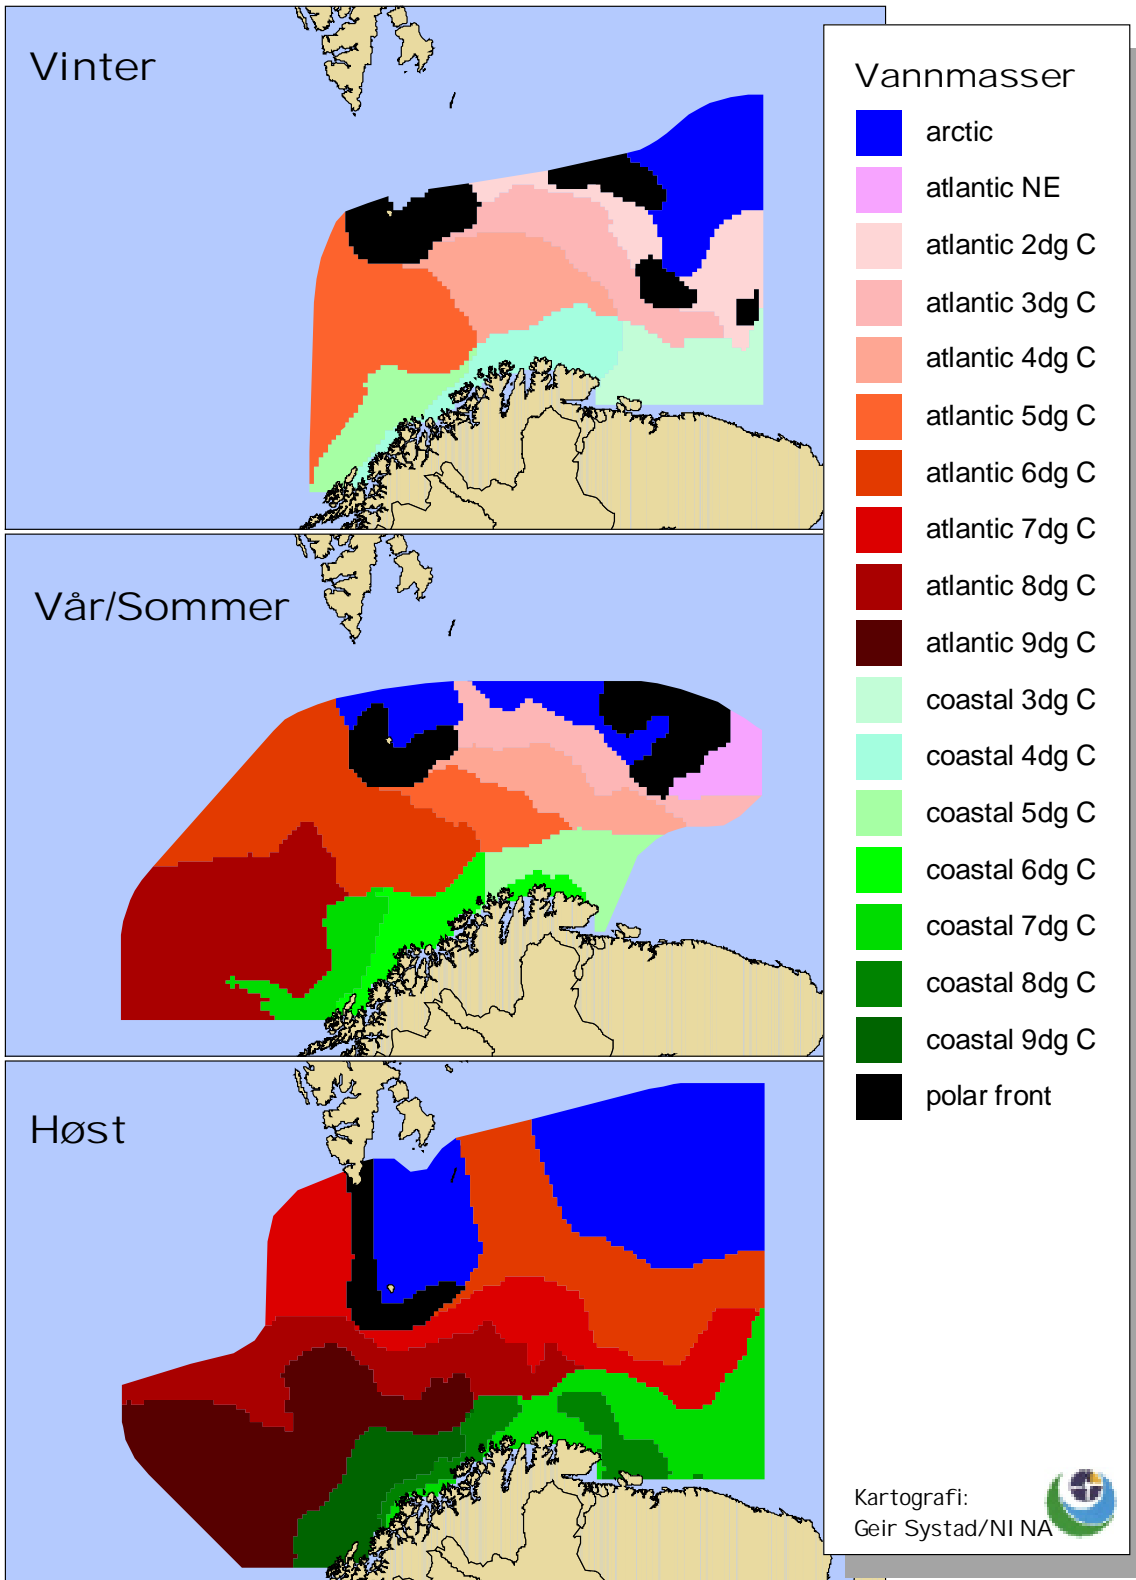 Vinter
Vår/Sommer
Høst
Vannmasser
arctic
atlantic NE
atlantic 2dg C
atlantic 3dg C
atlantic 4dg C
atlantic 5dg C
atlantic 6dg C
atlantic 7dg C
atlantic 8dg C
atlantic 9dg C
coastal 3dg C
coastal 4dg C
coastal 5dg C
coastal 6dg C
coastal 7dg C
coastal 8dg C
coastal 9dg C
polar front
Kartografi:
Geir Systad/NINA